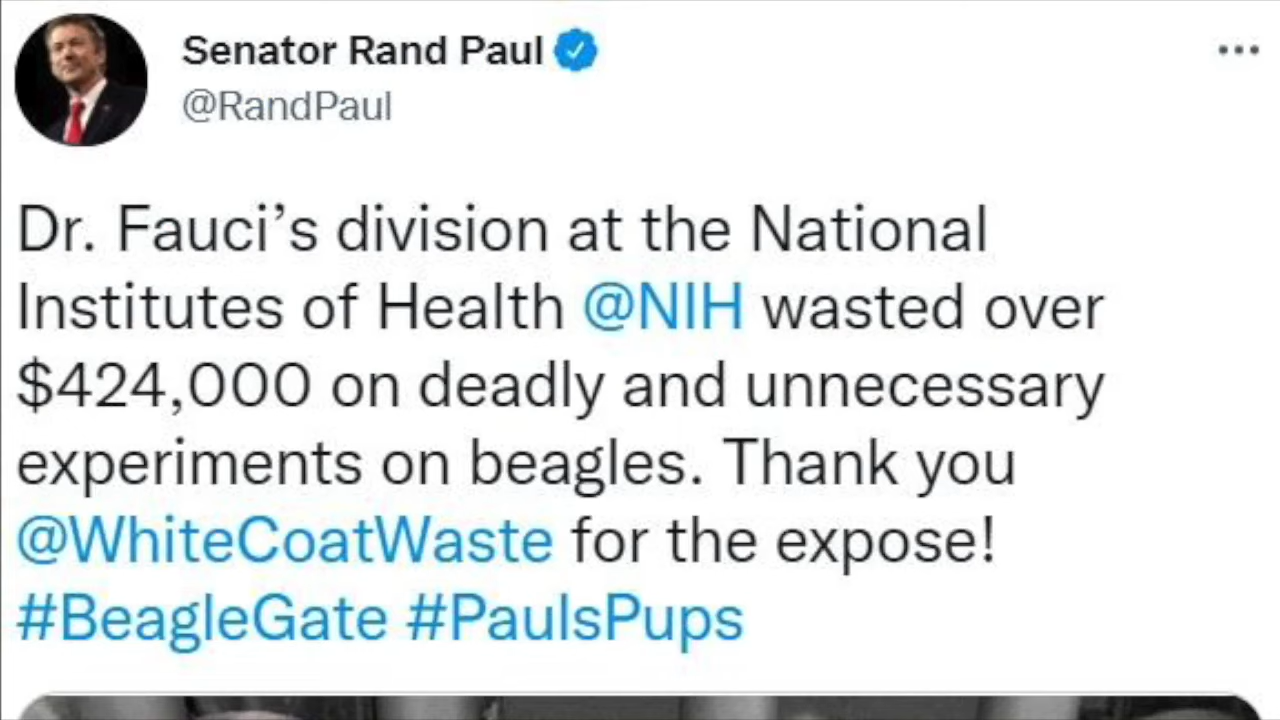 Senator Rand Paul
@RandPaul
Dr. Fauci’s division at the National
Institutes of Health @NIH wasted over
$424,000 on deadly and unnecessary
experiments on beagles. Thank you
@WhiteCoatWaste for the expose!
#BeagleGate #PaulsPups